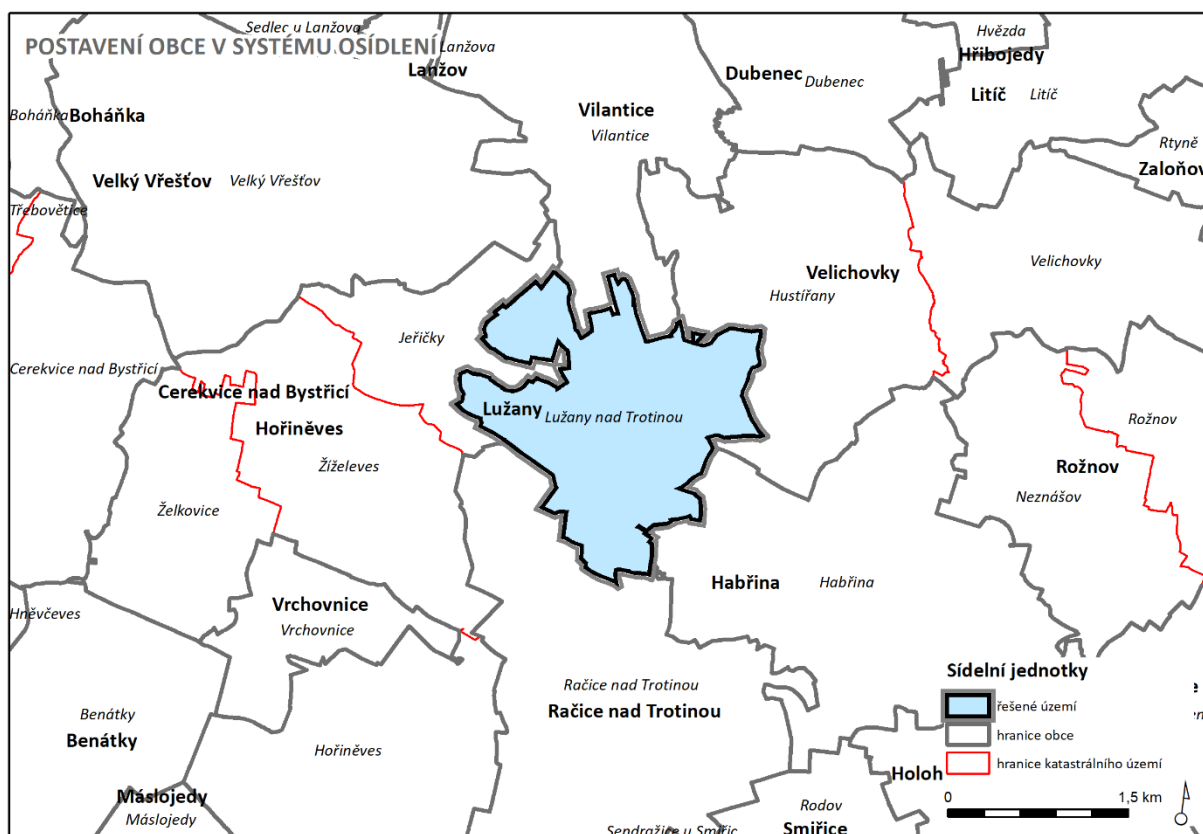 Sedlec u Lanžova
Hvězda
POSTAVENÍ OBCE V SYSTÉMU OSÍDLENÍ
Lanžova
Hřibojedy
Lanžov
Dubenec
Dubenec
Litíč
Litíč
Boháňka
Boháňka
Vilantice
Vilantice
Rtyně
Zaloňov
Velký Vřešťov
Velký Vřešťov
Třebovětice
Velichovky
Velichovky
Hustířany
Jeřičky
Cerekvice nad Bystřicí
Cerekvice nad Bystřicí
Lužany
Lužany nad Trotinou
Rožnov
Hořiněves
Žíželeves
Rožnov
Neznášov
Želkovice
Habřina
Habřina
Hněvčeves
Vrchovnice
Vrchovnice
Sídelní jednotky
Račice nad Trotinou
Račice nad Trotinou
řešené území
Benátky
Benátky
hranice obce
Hořiněves
hranice katastrálního území
Holoh
Máslojedy
Máslojedy
Rodov
0
1,5 km
Sendražice u Smiřic
Smiřice